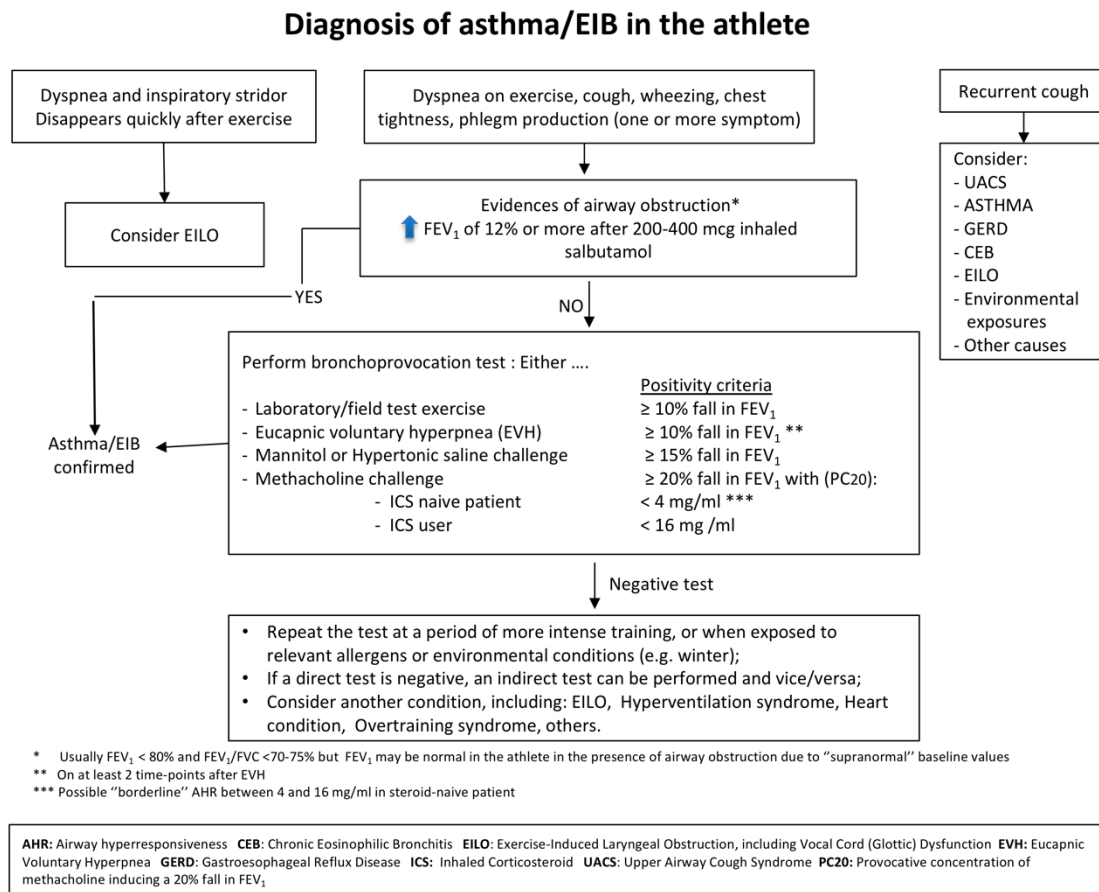 Diagnosis of asthma/EIB in the athlete
Dyspnea and inspiratory stridor
Disappears quickly after exercise
Consider EILO
Dyspnea on exercise, cough, wheezing, chest
tightness, phlegm production (one or more symptom)
Evidences of airway obstruction*
FEV1 of 12% or more after 200-400 mcg inhaled
salbutamol
Recurrent cough
Consider:
- UACS
- ASTHMA
- GERD
- CEB
- EILO
- Environmental
exposures
- Other causes
YES
NO
Asthma/EIB
confirmed
Perform bronchoprovocation test : Either ....
Positivity criteria
- Laboratory/field test exercise ≥ 10% fall in FEV1
- Eucapnic voluntary hyperpnea (EVH) ≥ 10% fall in FEV1 **
- Mannitol or Hypertonic saline challenge ≥ 15% fall in FEV1
- Methacholine challenge ≥ 20% fall in FEV1 with (PC20):
- ICS naive patient < 4 mg/ml ***
- ICS user < 16 mg /ml
Negative test
• Repeat the test at a period of more intense training, or when exposed to
relevant allergens or environmental conditions (e.g. winter);
• If a direct test is negative, an indirect test can be performed and vice/versa;
• Consider another condition, including: EILO, Hyperventilation syndrome, Heart
condition, Overtraining syndrome, others.
* Usually FEV1 < 80% and FEV1/FVC <70-75% but FEV1 may be normal in the athlete in the presence of airway obstruction due to ‘’supranormal’’ baseline values
** On at least 2 time-points after EVH
*** Possible ‘’borderline’’ AHR between 4 and 16 mg/ml in steroid-naive patient
AHR: Airway hyperresponsiveness CEB: Chronic Eosinophilic Bronchitis EILO: Exercise-Induced Laryngeal Obstruction, including Vocal Cord (Glottic) Dysfunction EVH: Eucapnic
Voluntary Hyperpnea GERD: Gastroesophageal Reflux Disease ICS: Inhaled Corticosteroid UACS: Upper Airway Cough Syndrome PC20: Provocative concentration of
methacholine inducing a 20% fall in FEV1